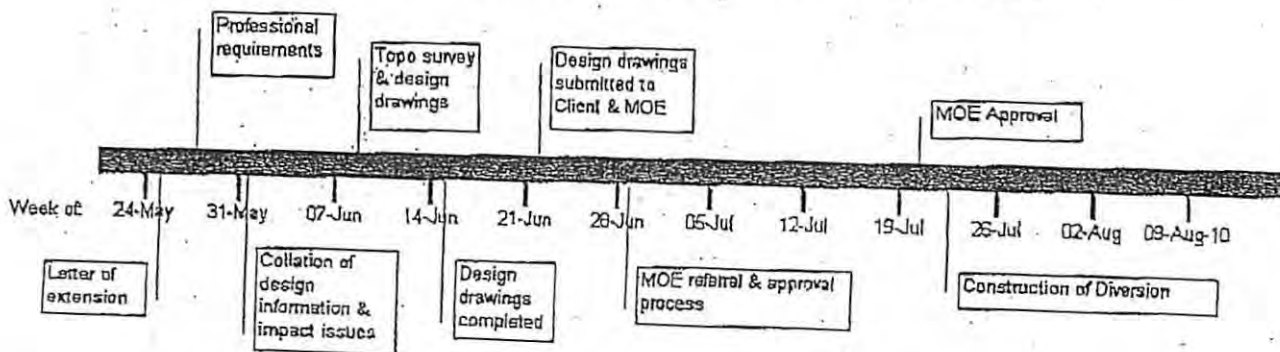 Professional
requirements
Topo survey
& design
drawings
Design drawings
submitted to
Client & MOE
MOE Approval
Week of: 24-May 31-May 07-Jun 14-Jun 21-Jun 28-Jun 05-Jul 12-Jul 19-Jul 26-Jul 02-Aug 09-Aug-10
Letter of
extension
Collation of
design
information &
impact issues
Design
drawings
completed
MOE referral & approval
process
Construction of Diversion